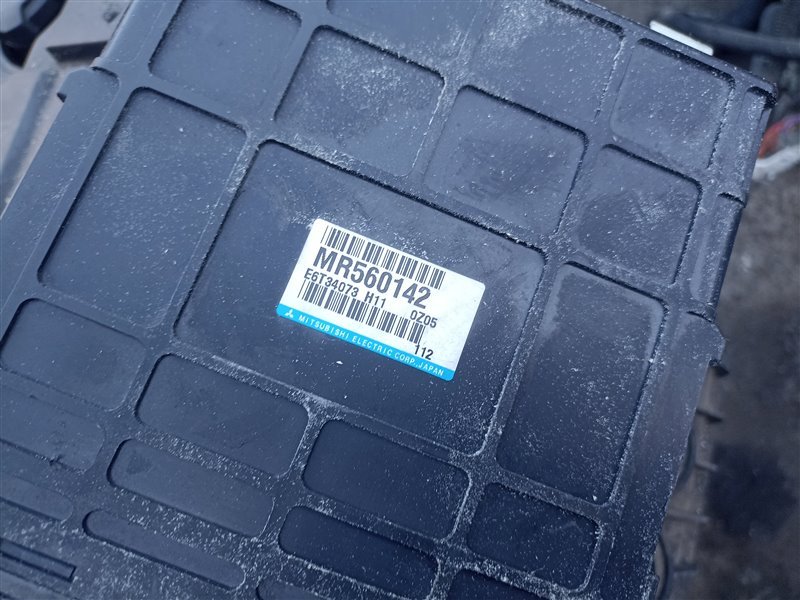 MR560142
E6T34073 H11 0Z05
112
MITSUBISHI ELECTRIC CORP.JAPAN